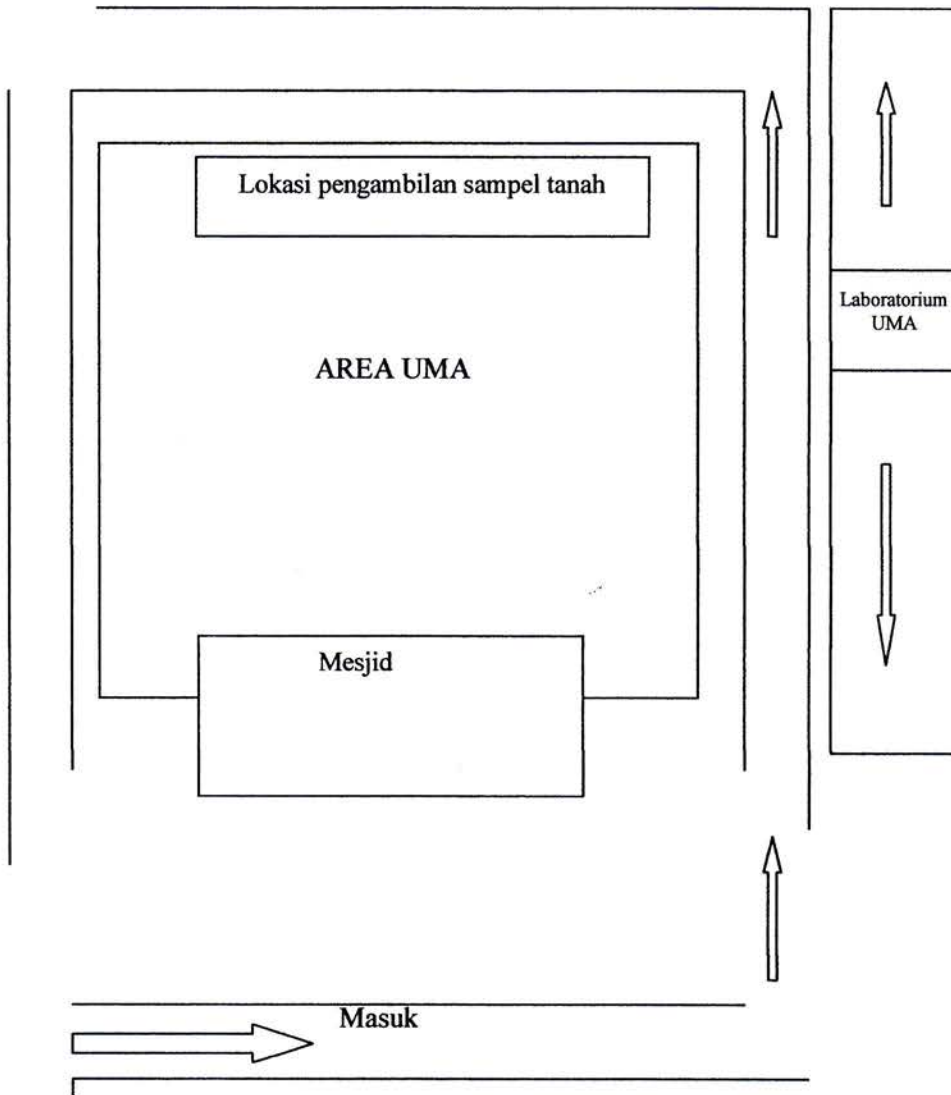 Lokasi pengambilan sampel tanah
Laboratorium
UMA
AREA UMA
Mesjid
Masuk